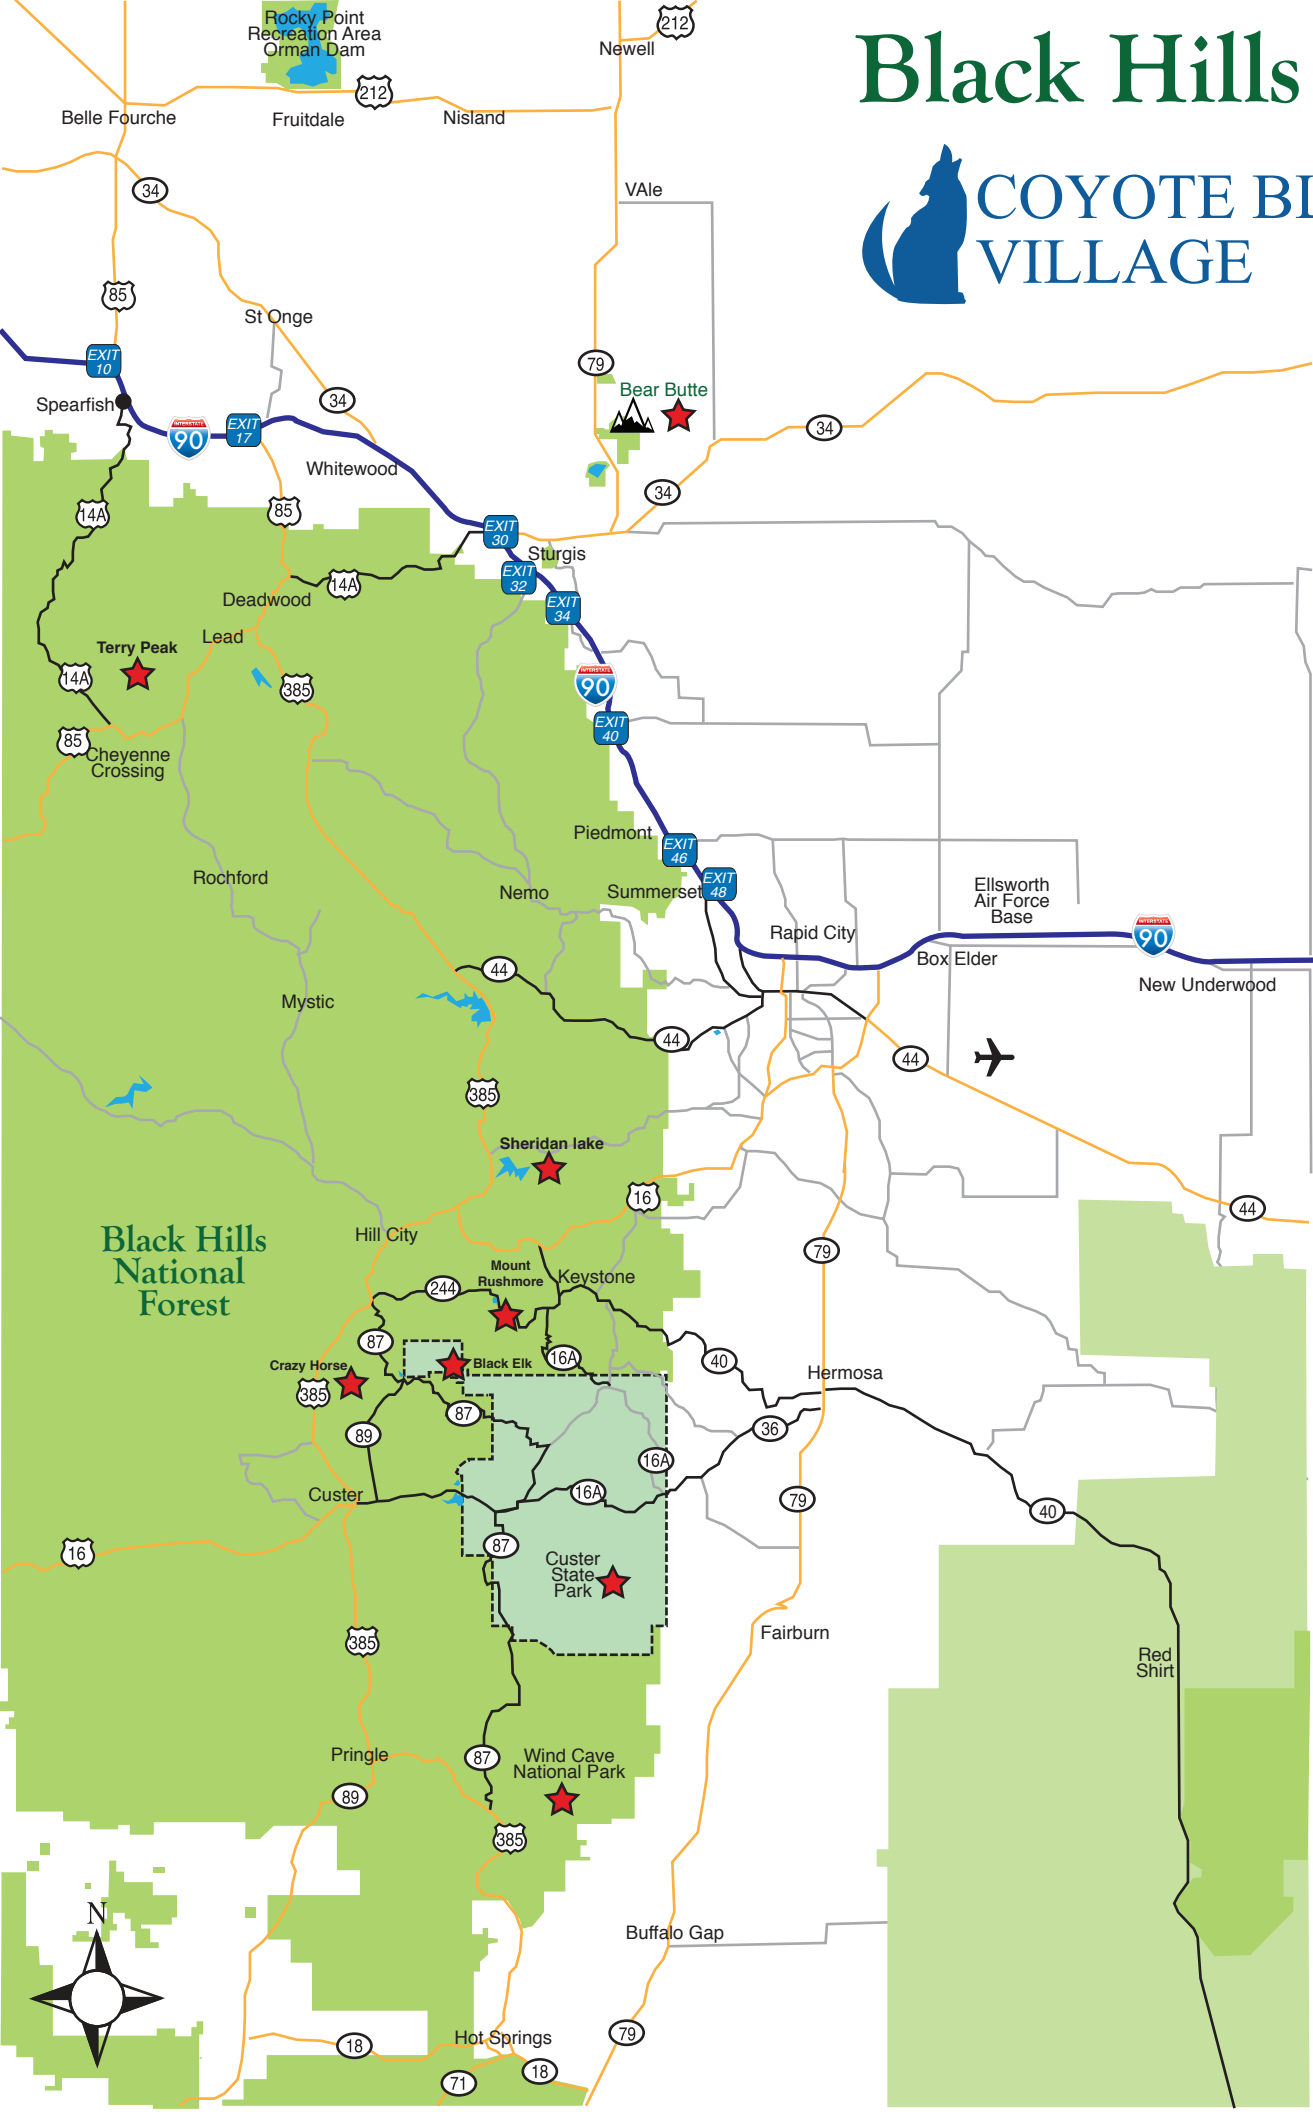 Rocky Point
Recreation Area
Orman Dam
212
Newell
Black Hills
212
Belle Fourche
Fruitdale
Nisland
34
VAle
COYOTE BL
VILLAGE
85
St Onge
EXIT
10
79
Bear Butte
Spearfish
34
INTERSTATE
90
EXIT
17
34
Whitewood
14A
85
34
EXIT
30
Sturgis
EXIT
32
14A
Deadwood
EXIT
34
Lead
Terry Peak
14A
385
INTERSTATE
90
EXIT
40
85
Cheyenne
Crossing
Piedmont
EXIT
46
Rochford
Nemo
Summerset
EXIT
48
Ellsworth
Air Force
Base
Rapid City
INTERSTATE
90
Box Elder
44
New Underwood
Mystic
44
44
385
Sheridan lake
16
44
Hill City
Black Hills
National
Forest
79
Mount
Rushmore
Keystone
244
87
16A
40
Crazy Horse
Black Elk
385
Hermosa
87
89
36
16A
Custer
16A
79
40
16
87
Custer
State
Park
385
Fairburn
Red
Shirt
Pringle
87
Wind Cave
National Park
89
385
N
Buffalo Gap
18
Hot Springs
79
71
18